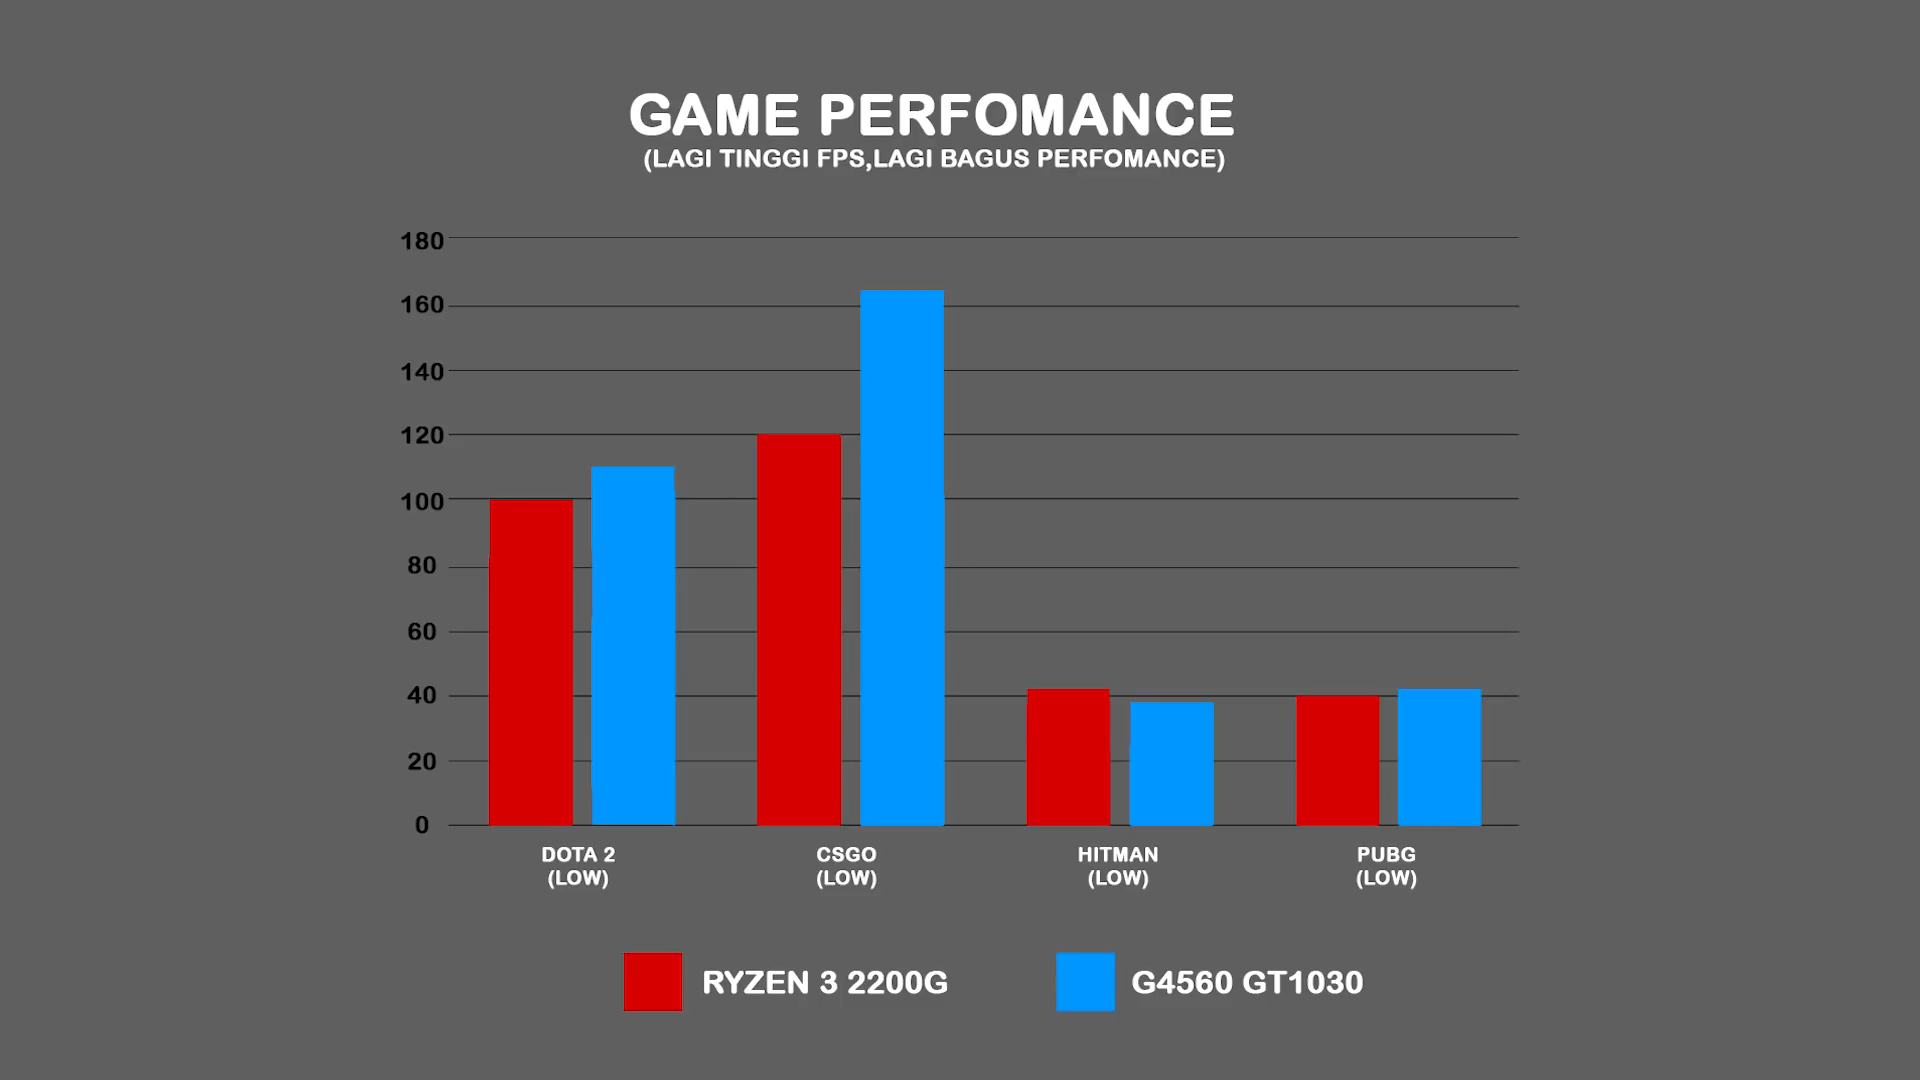 GAME PERFOMANCE
(LAGI TINGGI FPS,LAGI BAGUS PERFOMANCE)
180
160
140
120
100
80
60
40
20
0
DOTA 2
(LOW)
CSGO
(LOW)
HITMAN
(LOW)
PUBG
(LOW)
RYZEN 3 2200G
G4560 GT1030